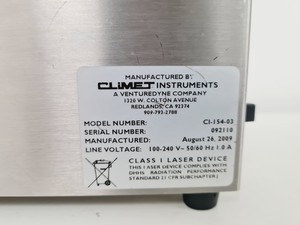 MANUFACTURED BY
CLiMET INSTRUMENTS
A VENTUREDYNE COMPANY
1320 W. COLTON AVENUE
REDLANDS, CA 92374
909-793-2788
MODEL NUMBER: CI-154-03
SERIAL NUMBER: 092110
MANUFACTURED: August 26, 2009
LINE VOLTAGE: 100-240 V~ 50/60 Hz 1.0 A
CLASS I LASER DEVICE
THIS LASER DEVICE COMPLIES WITH
DHHS RADIATION PERFORMANCE
STANDARD 21 CFR SUBCHAPTER J